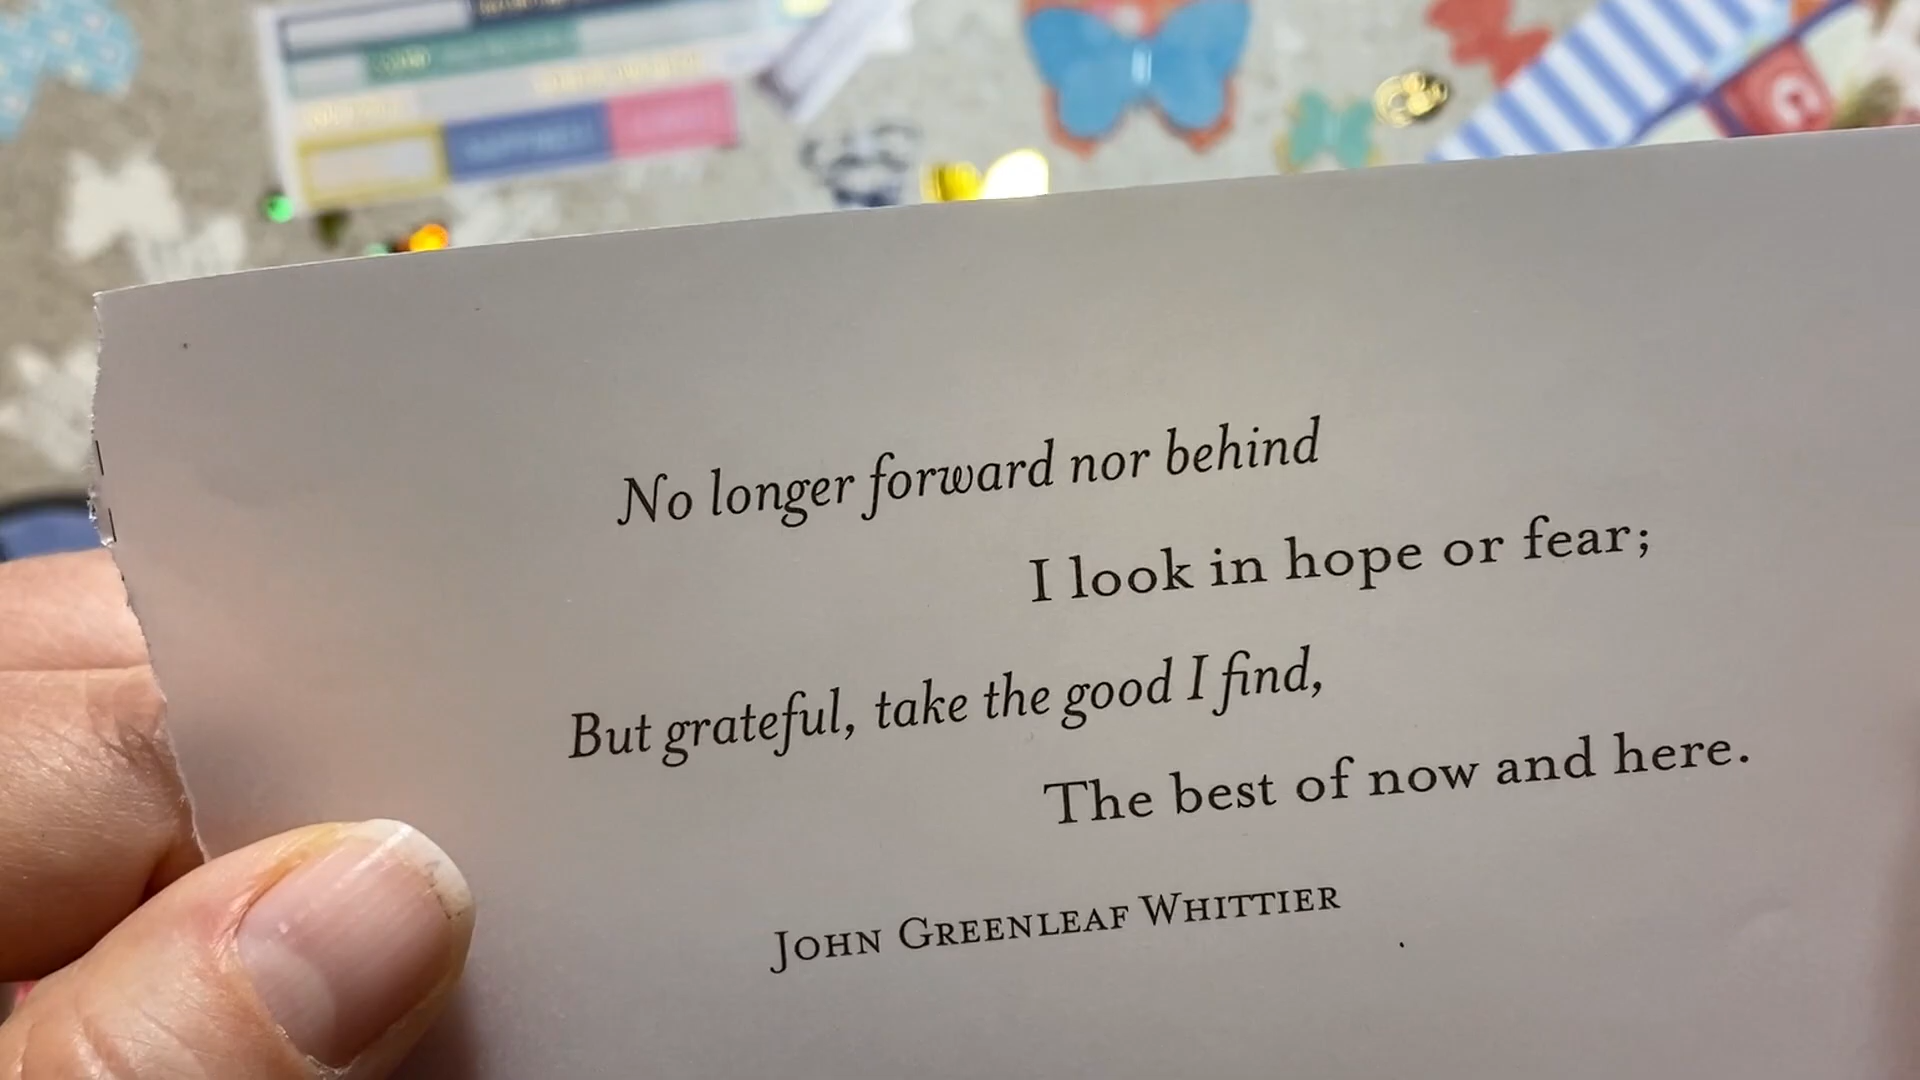 No longer forward nor behind
I look in hope or fear;
But grateful, take the good I find,
The best of now and here.
JOHN GREENLEAF WHITTIER